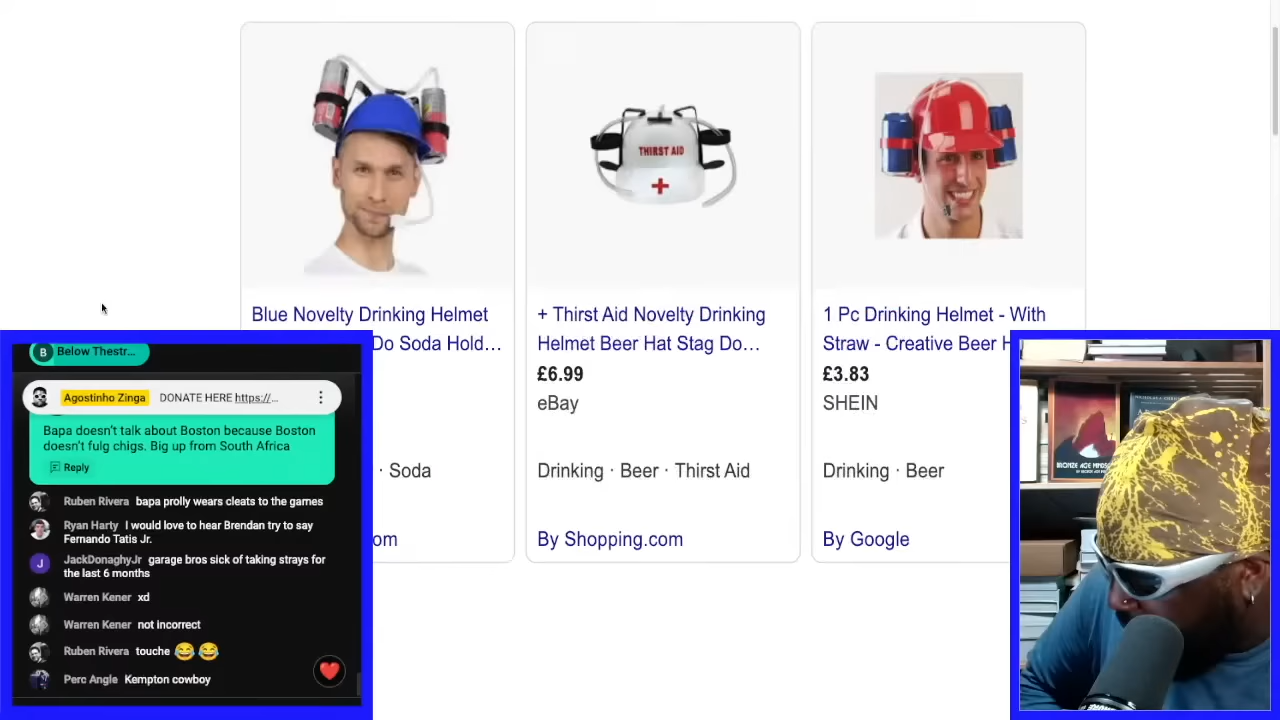 THIRST AID
Blue Novelty Drinking Helmet
Do Soda Hold…
· Soda
om
+ Thirst Aid Novelty Drinking
Helmet Beer Hat Stag Do…
£6.99
eBay
Drinking · Beer · Thirst Aid
By Shopping.com
1 Pc Drinking Helmet - With
Straw - Creative Beer H
£3.83
SHEIN
Drinking · Beer
By Google
B Below Thestr…
Agostinho Zinga DONATE HERE https://…
Bapa doesn't talk about Boston because Boston
doesn't fulg chigs. Big up from South Africa
Reply
Ruben Rivera bapa prolly wears cleats to the games
Ryan Harty I would love to hear Brendan try to say
Fernando Tatis Jr.
J JackDonaghyJr garage bros sick of taking strays for
the last 6 months
Warren Kener xd
Warren Kener not incorrect
Ruben Rivera touche 😂 😂
Perc Angle Kempton cowboy
BRONZE AGE MINDS